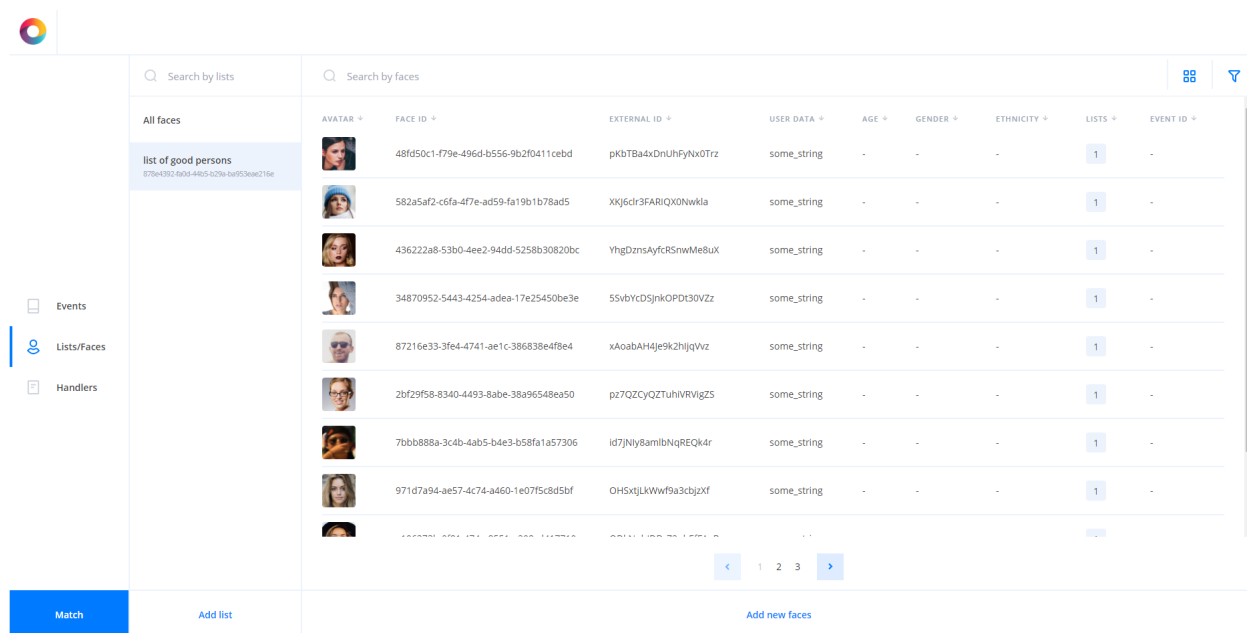 Search by lists
Search by faces
All faces
list of good persons
878e4392-fa0d-44b5-b29a-ba953eae216e
AVATAR FACE ID EXTERNAL ID USER DATA AGE GENDER ETHNICITY LISTS EVENT ID
48fd50c1-f79e-496d-b556-9b2f0411cebd pKbTBa4xDnUhFyNx0Trz some_string - - - 1 -
582a5af2-c6fa-4f7e-ad59-fa19b1b78ad5 XKJ6clr3FARIQX0Nwkla some_string - - - 1 -
436222a8-53b0-4ee2-94dd-5258b30820bc YhgDznsAyfcRSnwMe8uX some_string - - - 1 -
34870952-5443-4254-adea-17e25450be3e 5SvbYcDSJnkOPDt30VZz some_string - - - 1 -
87216e33-3fe4-4741-ae1c-386838e4f8e4 xAoabAH4Je9k2hIjqVvz some_string - - - 1 -
2bf29f58-8340-4493-8abe-38a96548ea50 pz7QZCyQZTuhiVRVigZS some_string - - - 1 -
7bbb888a-3c4b-4ab5-b4e3-b58fa1a57306 id7jNIy8amlbNqREQk4r some_string - - - 1 -
971d7a94-ae57-4c74-a460-1e07f5c8d5bf OHSxtjLkWwf9a3cbjzXf some_string - - - 1 -
Events
Lists/Faces
Handlers
1 2 3
Match
Add list
Add new faces